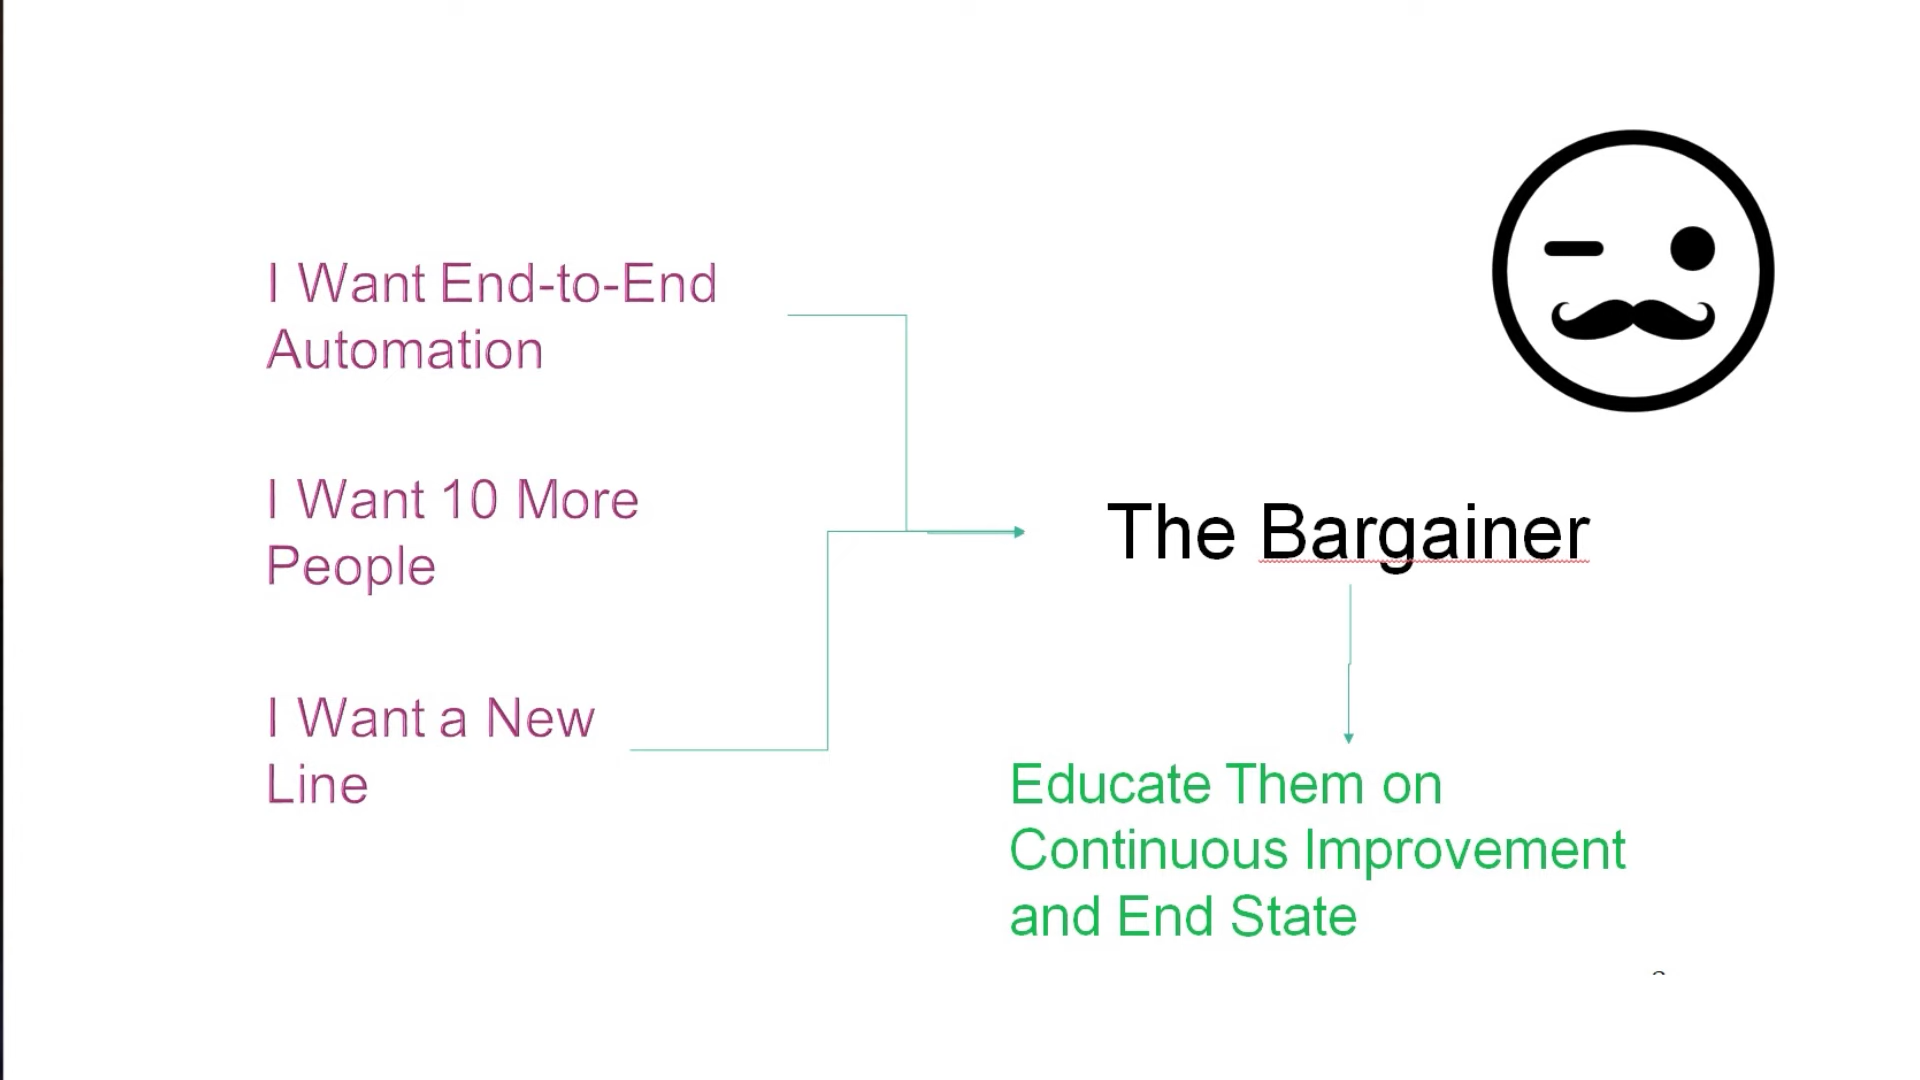 I Want End-to-End
Automation
I Want 10 More
People
I Want a New
Line
The Bargainer
Educate Them on
Continuous Improvement
and End State